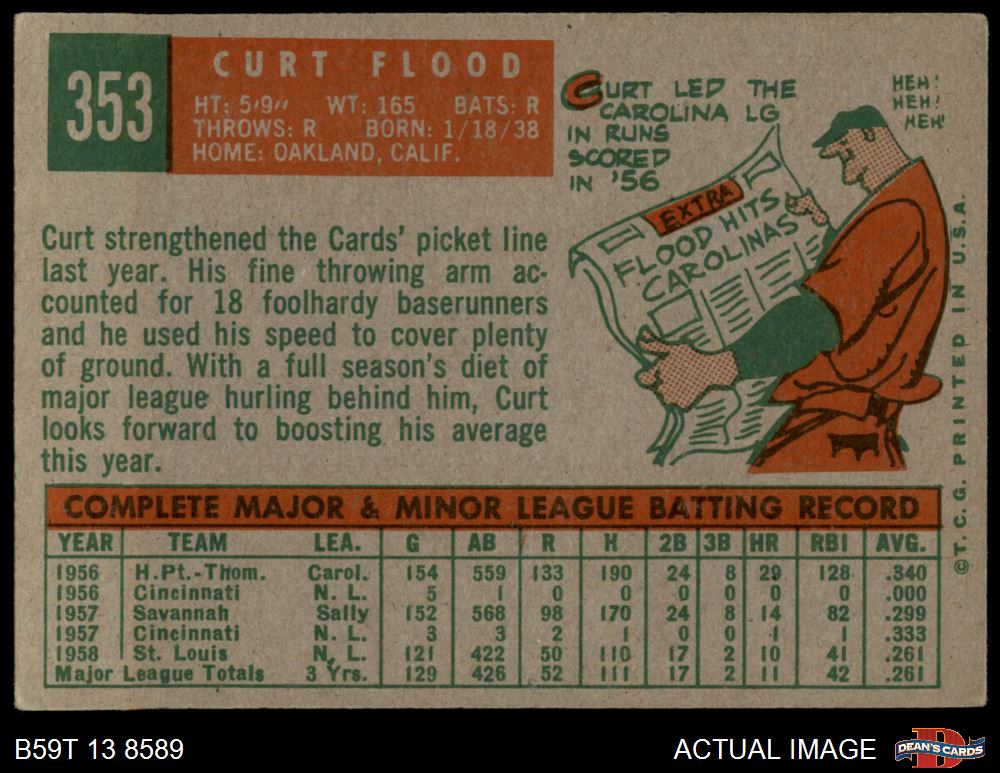 353
CURT FLOOD
HT: 5'9" WT: 165 BATS: R
THROWS: R BORN: 1/18/38
HOME: OAKLAND, CALIF.
CURT LED THE
CAROLINA LG
IN RUNS
SCORED
IN '56
HEH!
HEH!
HEH!
EXTRA
FLOOD HITS
CAROLINAS
Curt strengthened the Cards' picket line
last year. His fine throwing arm ac-
counted for 18 foolhardy baserunners
and he used his speed to cover plenty
of ground. With a full season's diet of
major league hurling behind him, Curt
looks forward to boosting his average
this year.
©T. C. G. PRINTED IN U.S.A.
COMPLETE MAJOR & MINOR LEAGUE BATTING RECORD
YEAR TEAM LEA. G AB R H 2B 3B HR RBI AVG.
1956 H.Pt.-Thom. Carol. 154 559 133 190 24 8 29 128 .340
1956 Cincinnati N. L. 5 1 0 0 0 0 0 0 .000
1957 Savannah Sally 152 568 98 170 24 8 14 82 .299
1957 Cincinnati N. L. 3 3 2 1 0 0 1 1 .333
1958 St. Louis N. L. 121 422 50 110 17 2 10 41 .261
Major League Totals 3 Yrs. 129 426 52 111 17 2 11 42 .261
B59T 13 8589
ACTUAL IMAGE
D
DEAN'S CARDS